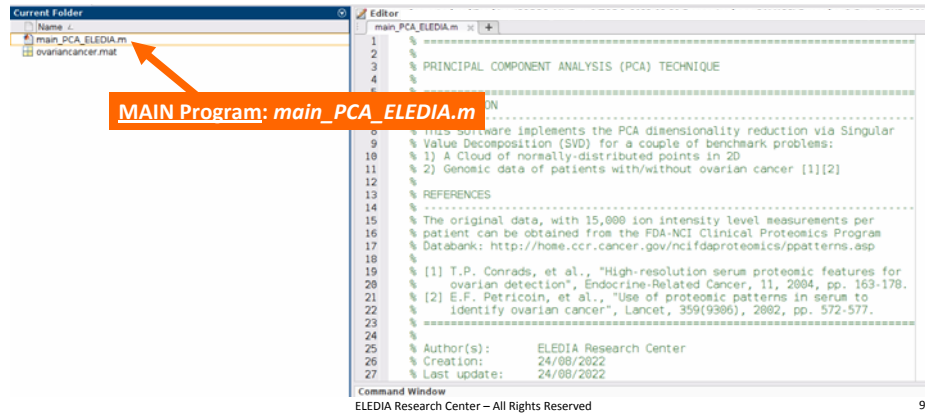 Current Folder
Name
main_PCA_ELEDIA.m
ovariancancer.mat
MAIN Program: main_PCA_ELEDIA.m
Editor
main_PCA_ELEDIA.m × +
1 % ==========================================================================
2 %
3 % PRINCIPAL COMPONENT ANALYSIS (PCA) TECHNIQUE
4 %
5 % ==========================================================================
ON
8 % This software implements the PCA dimensionality reduction via Singular
9 % Value Decomposition (SVD) for a couple of benchmark problems:
10 % 1) A Cloud of normally-distributed points in 2D
11 % 2) Genomic data of patients with/without ovarian cancer [1][2]
12 %
13 % REFERENCES
14 % --------------------------------------------------------------------------
15 % The original data, with 15,000 ion intensity level measurements per
16 % patient can be obtained from the FDA-NCI Clinical Proteomics Program
17 % Databank: http://home.ccr.cancer.gov/ncifdaproteomics/ppatterns.asp
18 %
19 % [1] T.P. Conrads, et al., "High-resolution serum proteomic features for
20 % ovarian detection", Endocrine-Related Cancer, 11, 2004, pp. 163-178.
21 % [2] E.F. Petricoin, et al., "Use of proteomic patterns in serum to
22 % identify ovarian cancer", Lancet, 359(9306), 2002, pp. 572-577.
23 % ==========================================================================
24 %
25 % Author(s): ELEDIA Research Center
26 % Creation: 24/08/2022
27 % Last update: 24/08/2022
Command Window
ELEDIA Research Center – All Rights Reserved
9